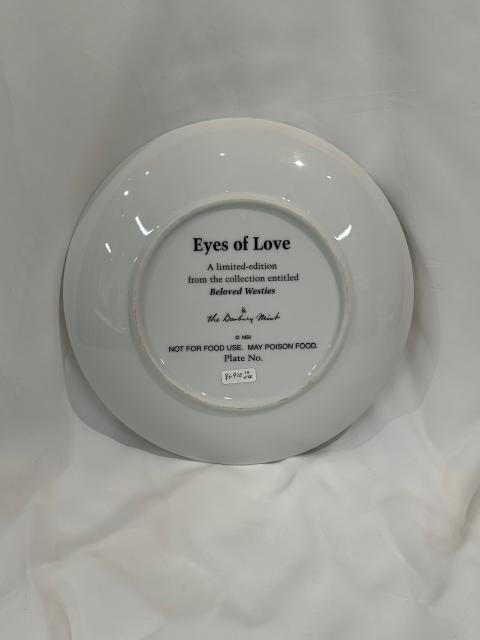 Eyes of Love
A limited-edition
from the collection entitled
Beloved Westies
&
the Danbury Mint
© MBI
NOT FOR FOOD USE. MAY POISON FOOD.
Plate No.